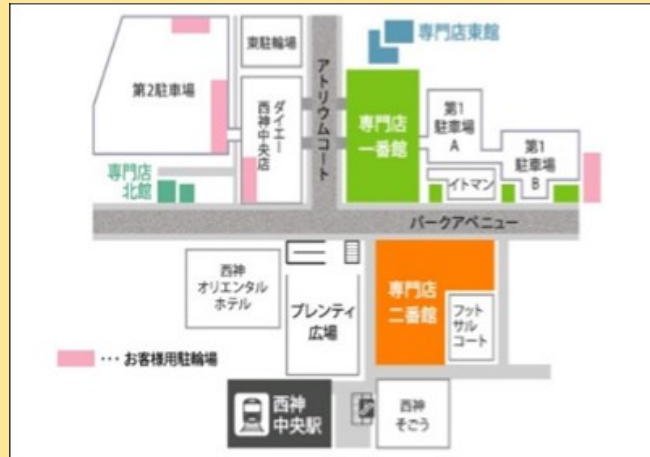 専門店東館
東駐輪場
アトリウムコート
第2駐車場
ダイエー
西神中央店
専門店
一番館
第1
駐車場
A
第1
駐車場
B
イトマン
専門店
北館
パークアベニュー
西神
オリエンタル
ホテル
プレンティ
広場
専門店
二番館
フット
サル
コート
･･･ お客様用駐輪場
西神
中央駅
西神
そごう